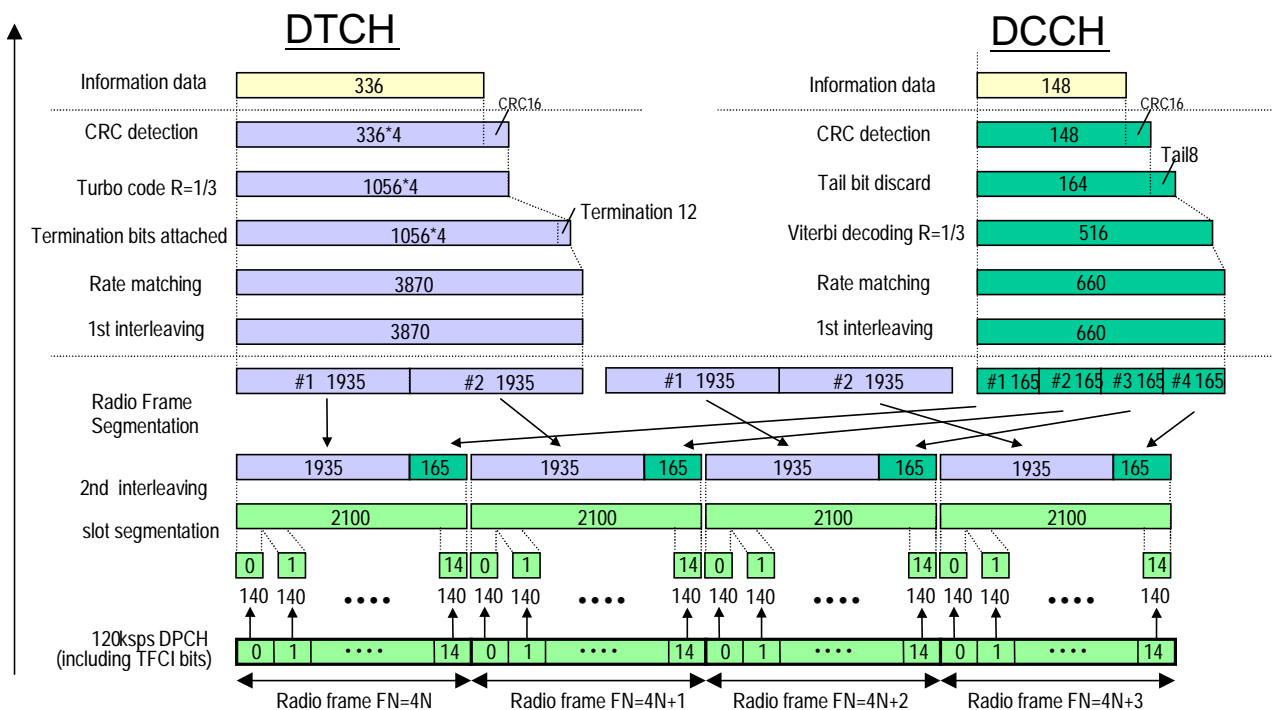 DTCH
DCCH
Information data
336
Information data
148
CRC16
CRC16
CRC detection
336*4
CRC detection
148
Tail8
Turbo code R=1/3
1056*4
Tail bit discard
164
Termination 12
Termination bits attached
1056*4
Viterbi decoding R=1/3
516
Rate matching
3870
Rate matching
660
1st interleaving
3870
1st interleaving
660
#1 1935
#2 1935
#1 1935
#2 1935
#1 165
#2 165
#3 165
#4 165
Radio Frame
Segmentation
1935
165
1935
165
1935
165
1935
165
2nd interleaving
2100
2100
2100
2100
slot segmentation
0
1
14
0
1
14
0
1
14
0
1
14
140
140
••••
140
140
140
••••
140
140
140
••••
140
140
140
••••
140
120ksps DPCH
(including TFCI bits)
0
1
••••
14
0
1
••••
14
0
1
••••
14
0
1
••••
14
Radio frame FN=4N
Radio frame FN=4N+1
Radio frame FN=4N+2
Radio frame FN=4N+3